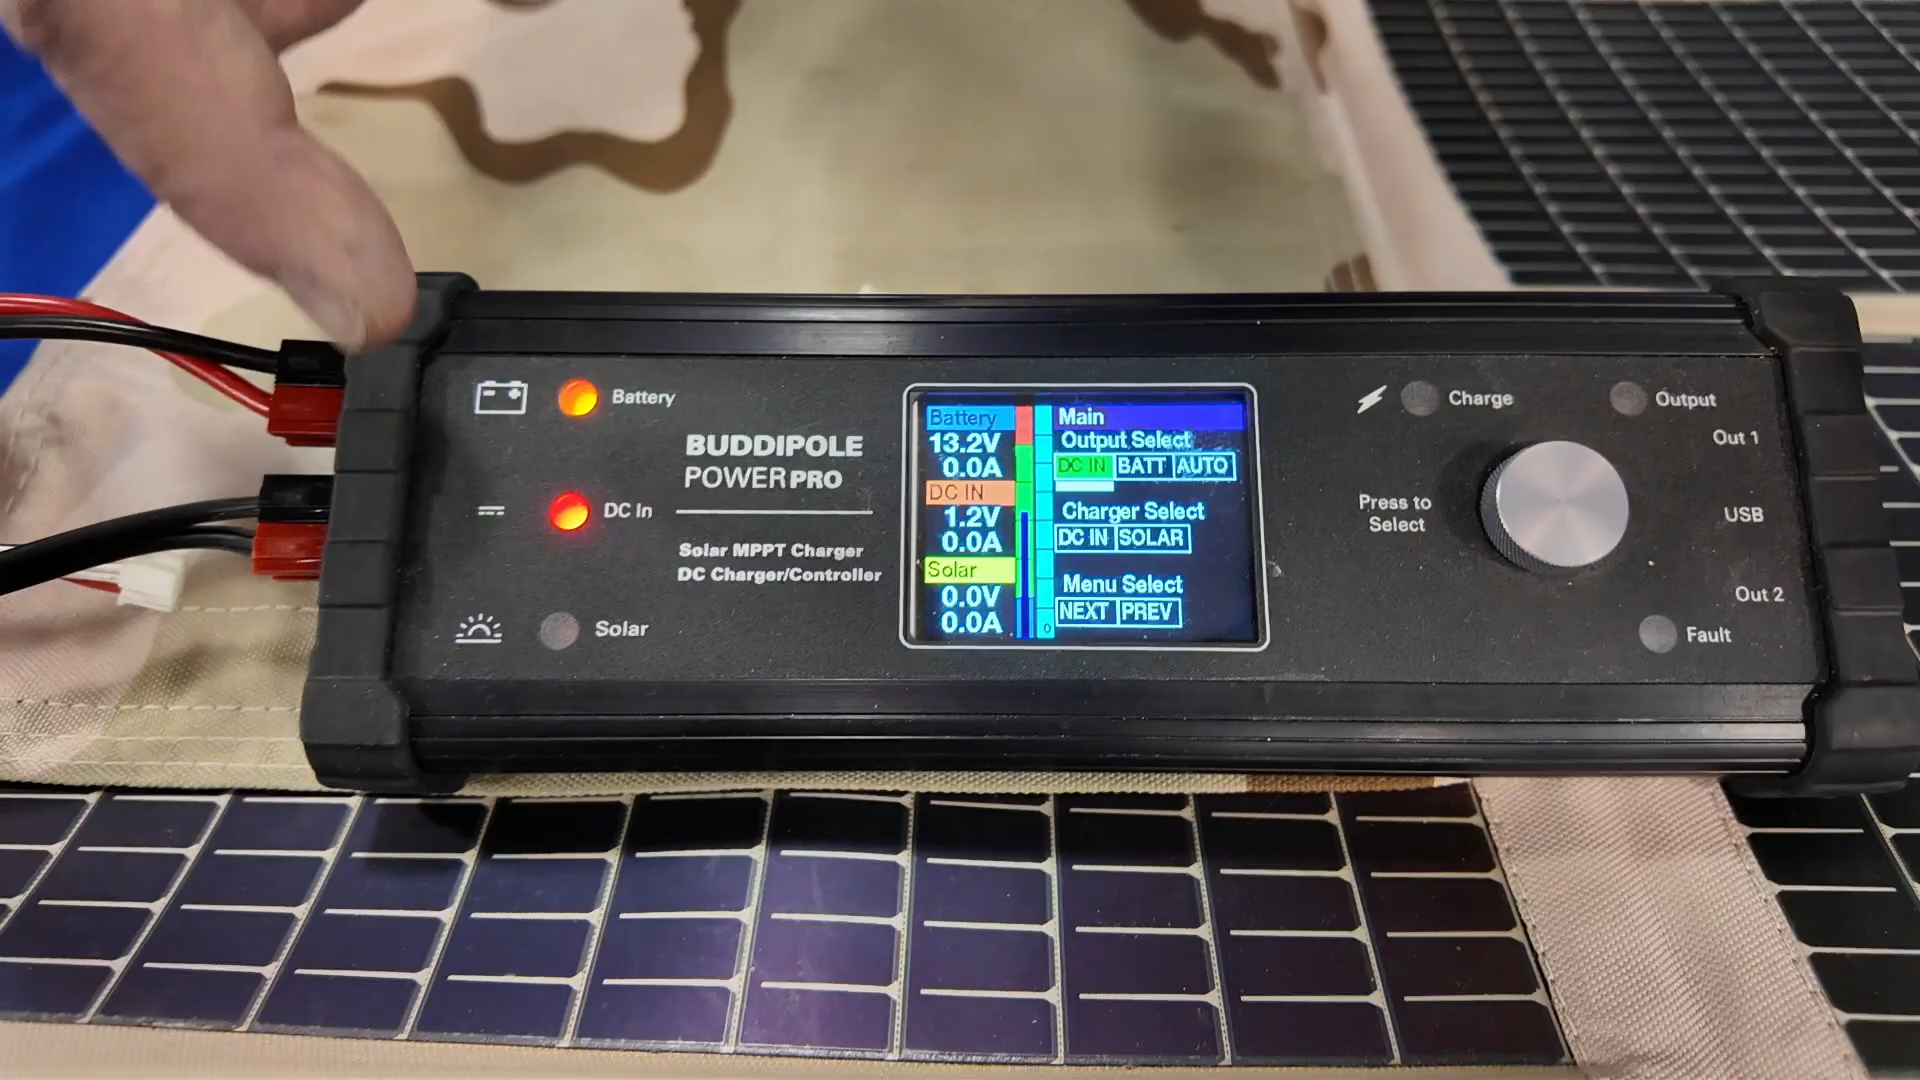 Battery
BUDDIPOLE
POWER PRO
DC In
Solar MPPT Charger
DC Charger/Controller
Solar
Battery
13.2V
0.0A
DC IN
1.2V
0.0A
Solar
0.0V
0.0A
0
Main
Output Select
DC IN BATT AUTO
Charger Select
DC IN SOLAR
Menu Select
NEXT PREV
Charge
Output
Out 1
Press to
Select
USB
Out 2
Fault